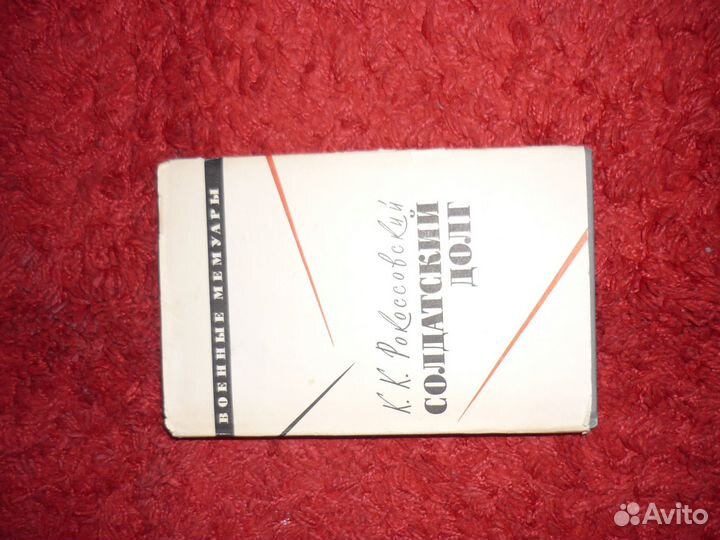 ВОЕННЫЕ МЕМУАРЫ
К. К. Рокоссовский
СОЛДАТСКИЙ
ДОЛГ
Avito